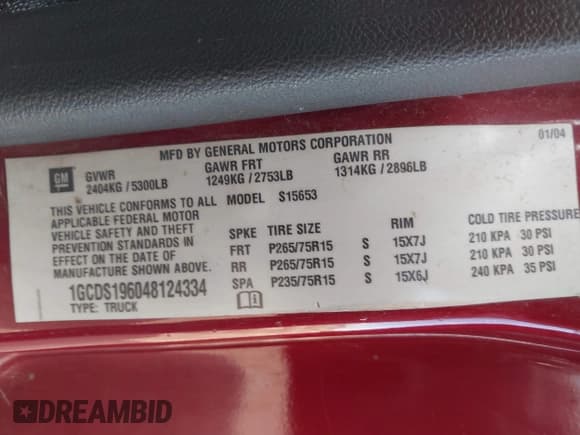 MFD BY GENERAL MOTORS CORPORATION 01/04
GM GVWR GAWR FRT GAWR RR
2404KG / 5300LB 1249KG / 2753LB 1314KG / 2896LB
THIS VEHICLE CONFORMS TO ALL MODEL S15653
APPLICABLE FEDERAL MOTOR
VEHICLE SAFETY AND THEFT
PREVENTION STANDARDS IN
EFFECT ON THE DATE OF
MANUFACTURE SHOWN ABOVE.
SPKE TIRE SIZE RIM COLD TIRE PRESSURE
FRT P265/75R15 S 15X7J 210 KPA 30 PSI
RR P265/75R15 S 15X7J 210 KPA 30 PSI
SPA P235/75R15 S 15X6J 240 KPA 35 PSI
1GCDS196048124334
TYPE: TRUCK
DREAMBID